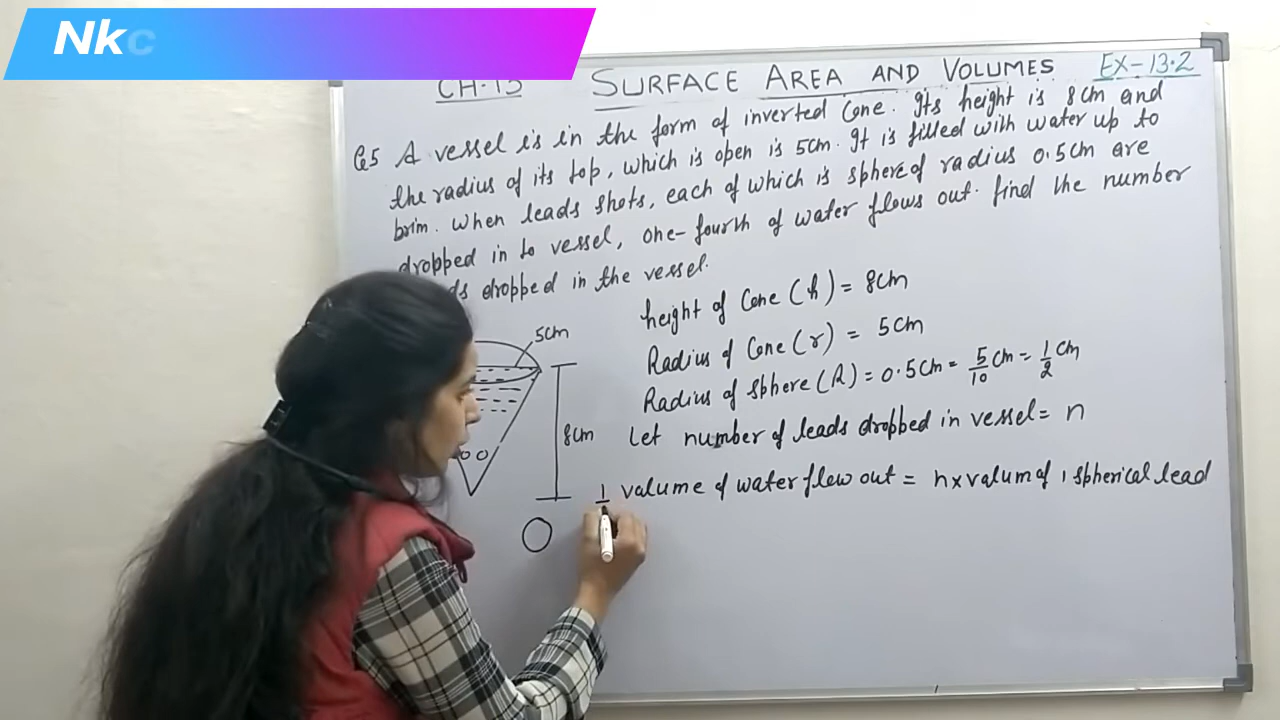 Nkc
CH.13 SURFACE AREA AND VOLUMES EX-13.2
Q.5 A vessel is in the form of inverted Cone. Its height is 8cm and
the radius of its top, which is open is 5cm. It is filled with water up to
brim. When leads shots, each of which is sphere of radius 0.5cm are
dropped in to vessel, one-fourth of water flows out. find the number
ds dropped in the vessel.
height of Cone (h) = 8cm
5cm
Radius of Cone (r) = 5cm
Radius of sphere (R) = 0.5cm = 5/10 cm = 1/2 cm
8cm
Let number of leads dropped in vessel = n
1 valume of water flew out = n x valum of 1 spherical lead